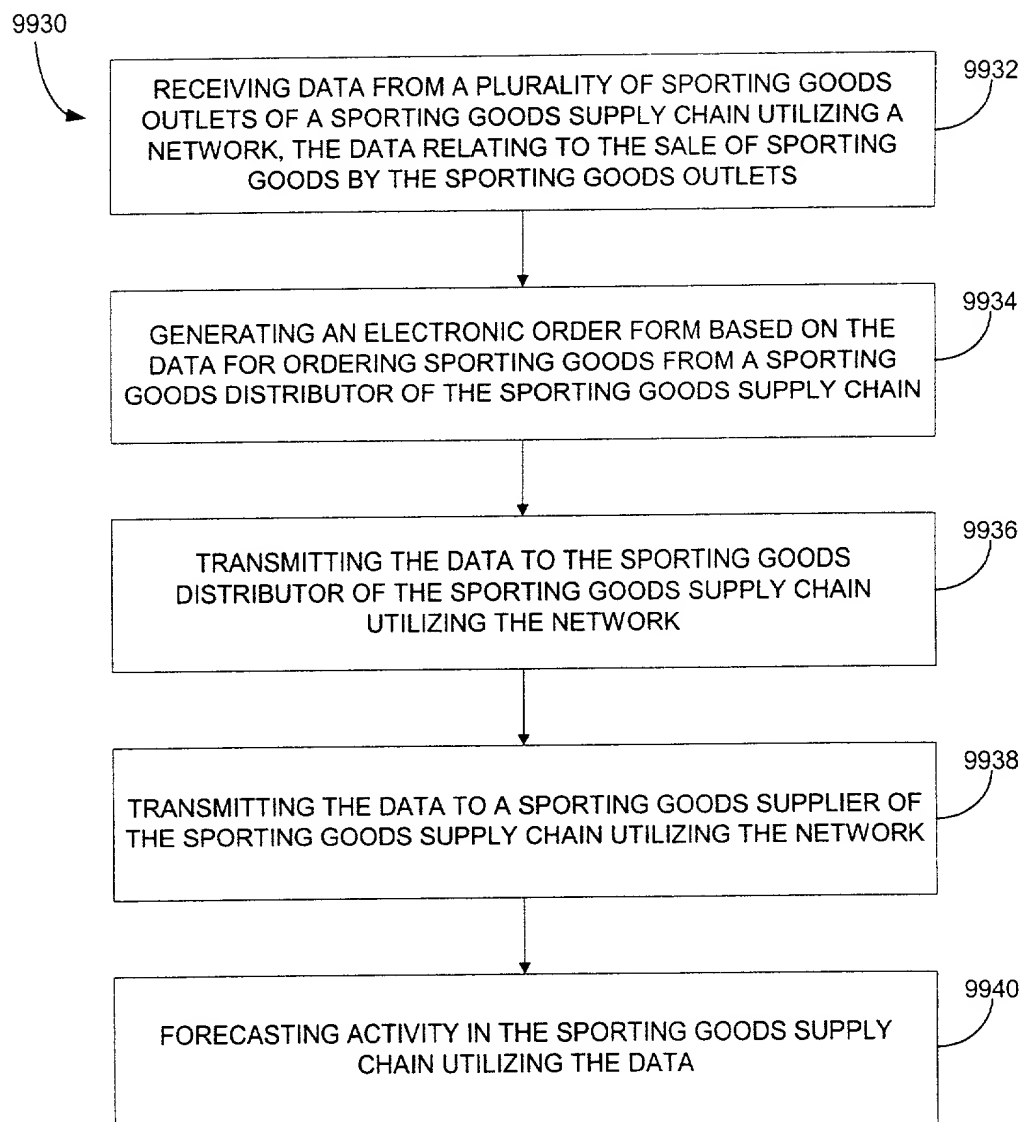 9930
9932
RECEIVING DATA FROM A PLURALITY OF SPORTING GOODS
OUTLETS OF A SPORTING GOODS SUPPLY CHAIN UTILIZING A
NETWORK, THE DATA RELATING TO THE SALE OF SPORTING
GOODS BY THE SPORTING GOODS OUTLETS
9934
GENERATING AN ELECTRONIC ORDER FORM BASED ON THE
DATA FOR ORDERING SPORTING GOODS FROM A SPORTING
GOODS DISTRIBUTOR OF THE SPORTING GOODS SUPPLY CHAIN
9936
TRANSMITTING THE DATA TO THE SPORTING GOODS
DISTRIBUTOR OF THE SPORTING GOODS SUPPLY CHAIN
UTILIZING THE NETWORK
9938
TRANSMITTING THE DATA TO A SPORTING GOODS SUPPLIER OF
THE SPORTING GOODS SUPPLY CHAIN UTILIZING THE NETWORK
9940
FORECASTING ACTIVITY IN THE SPORTING GOODS SUPPLY
CHAIN UTILIZING THE DATA